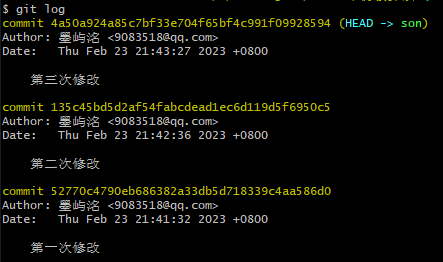 $ git log
commit 4a50a924a85c7bf33e704f65bf4c991f09928594 (HEAD -> son)
Author: 墨屿洺 <9083518@qq.com>
Date:   Thu Feb 23 21:43:27 2023 +0800
第三次修改
commit 135c45bd5d2af54fabcdead1ec6d119d5f6950c5
Author: 墨屿洺 <9083518@qq.com>
Date:   Thu Feb 23 21:42:36 2023 +0800
第二次修改
commit 52770c4790eb686382a33db5d718339c4aa586d0
Author: 墨屿洺 <9083518@qq.com>
Date:   Thu Feb 23 21:41:32 2023 +0800
第一次修改